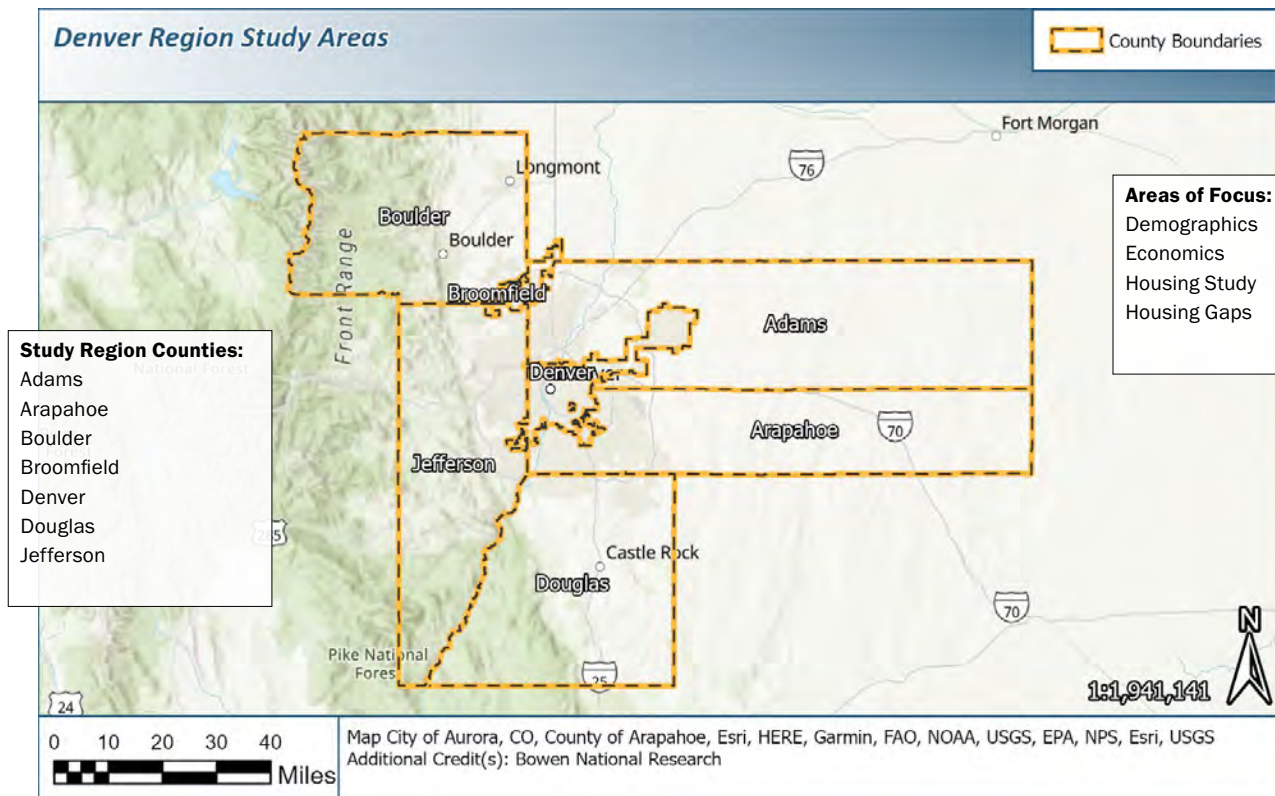 Denver Region Study Areas
County Boundaries
Fort Morgan
Longmont
76
Areas of Focus:
Demographics
Economics
Housing Study
Housing Gaps
Boulder
Boulder
Front Range
Broomfield
Adams
Study Region Counties:
Adams
Arapahoe
Boulder
Broomfield
Denver
Douglas
Jefferson
National Forest
Denver
Arapahoe
70
Jefferson
Castle Rock
Douglas
70
Pike National
Forest
25
24
N
1:1,941,141
0 10 20 30 40
Miles
Map City of Aurora, CO, County of Arapahoe, Esri, HERE, Garmin, FAO, NOAA, USGS, EPA, NPS, Esri, USGS
Additional Credit(s): Bowen National Research